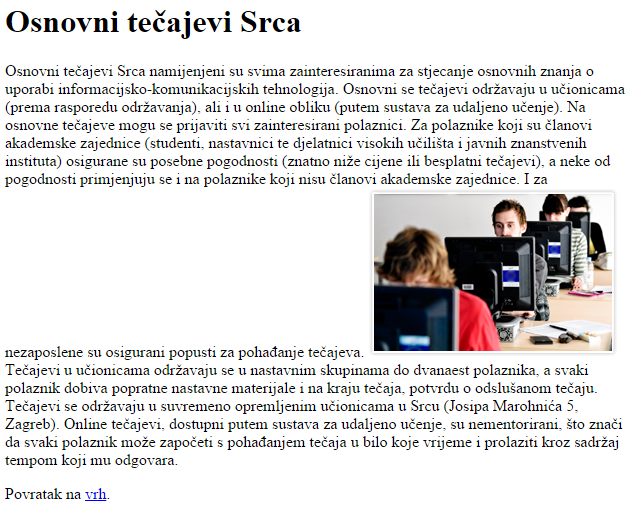 Osnovni tečajevi Srca
Osnovni tečajevi Srca namijenjeni su svima zainteresiranima za stjecanje osnovnih znanja o
uporabi informacijsko-komunikacijskih tehnologija. Osnovni se tečajevi održavaju u učionicama
(prema rasporedu održavanja), ali i u online obliku (putem sustava za udaljeno učenje). Na
osnovne tečajeve mogu se prijaviti svi zainteresirani polaznici. Za polaznike koji su članovi
akademske zajednice (studenti, nastavnici te djelatnici visokih učilišta i javnih znanstvenih
instituta) osigurane su posebne pogodnosti (znatno niže cijene ili besplatni tečajevi), a neke od
pogodnosti primjenjuju se i na polaznike koji nisu članovi akademske zajednice. I za
nezaposlene su osigurani popusti za pohađanje tečajeva.
Tečajevi u učionicama održavaju se u nastavnim skupinama do dvanaest polaznika, a svaki
polaznik dobiva popratne nastavne materijale i na kraju tečaja, potvrdu o odslušanom tečaju.
Tečajevi se održavaju u suvremeno opremljenim učionicama u Srcu (Josipa Marohnića 5,
Zagreb). Online tečajevi, dostupni putem sustava za udaljeno učenje, su nementorirani, što znači
da svaki polaznik može započeti s pohađanjem tečaja u bilo koje vrijeme i prolaziti kroz sadržaj
tempom koji mu odgovara.
Povratak na vrh.